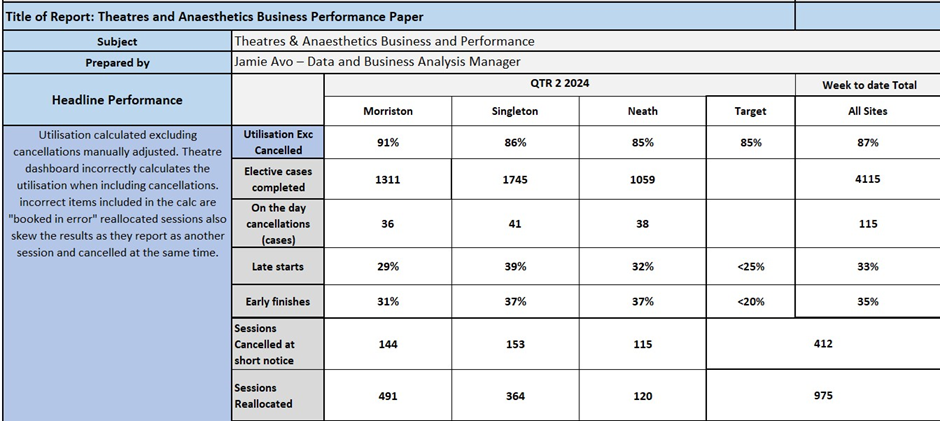 Title of Report: Theatres and Anaesthetics Business Performance Paper
Subject Theatres & Anaesthetics Business and Performance
Prepared by Jamie Avo – Data and Business Analysis Manager
Headline Performance QTR 2 2024 Week to date Total
Morriston Singleton Neath Target All Sites
Utilisation calculated excluding
cancellations manually adjusted. Theatre
dashboard incorrectly calculates the
utilisation when including cancellations.
incorrect items included in the calc are
"booked in error" reallocated sessions also
skew the results as they report as another
session and cancelled at the same time.
Utilisation Exc
Cancelled
91% 86% 85% 85% 87%
Elective cases
completed
1311 1745 1059 4115
On the day
cancellations
(cases)
36 41 38 115
Late starts 29% 39% 32% <25% 33%
Early finishes 31% 37% 37% <20% 35%
Sessions
Cancelled at
short notice
144 153 115 412
Sessions
Reallocated
491 364 120 975